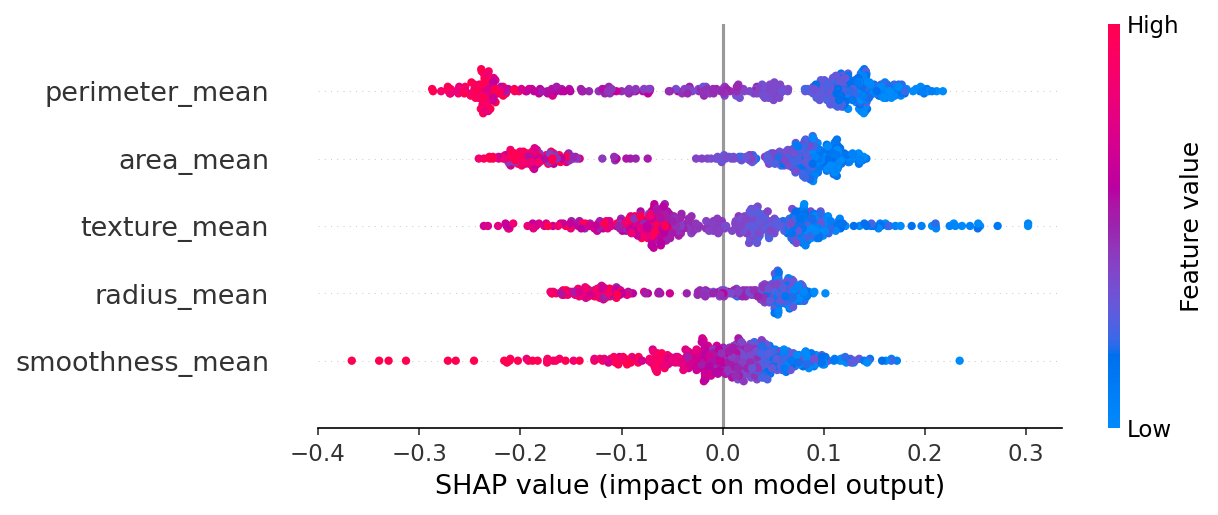 High
perimeter_mean
area_mean
texture_mean
radius_mean
smoothness_mean
Feature value
Low
−0.4 −0.3 −0.2 −0.1 0.0 0.1 0.2 0.3
SHAP value (impact on model output)